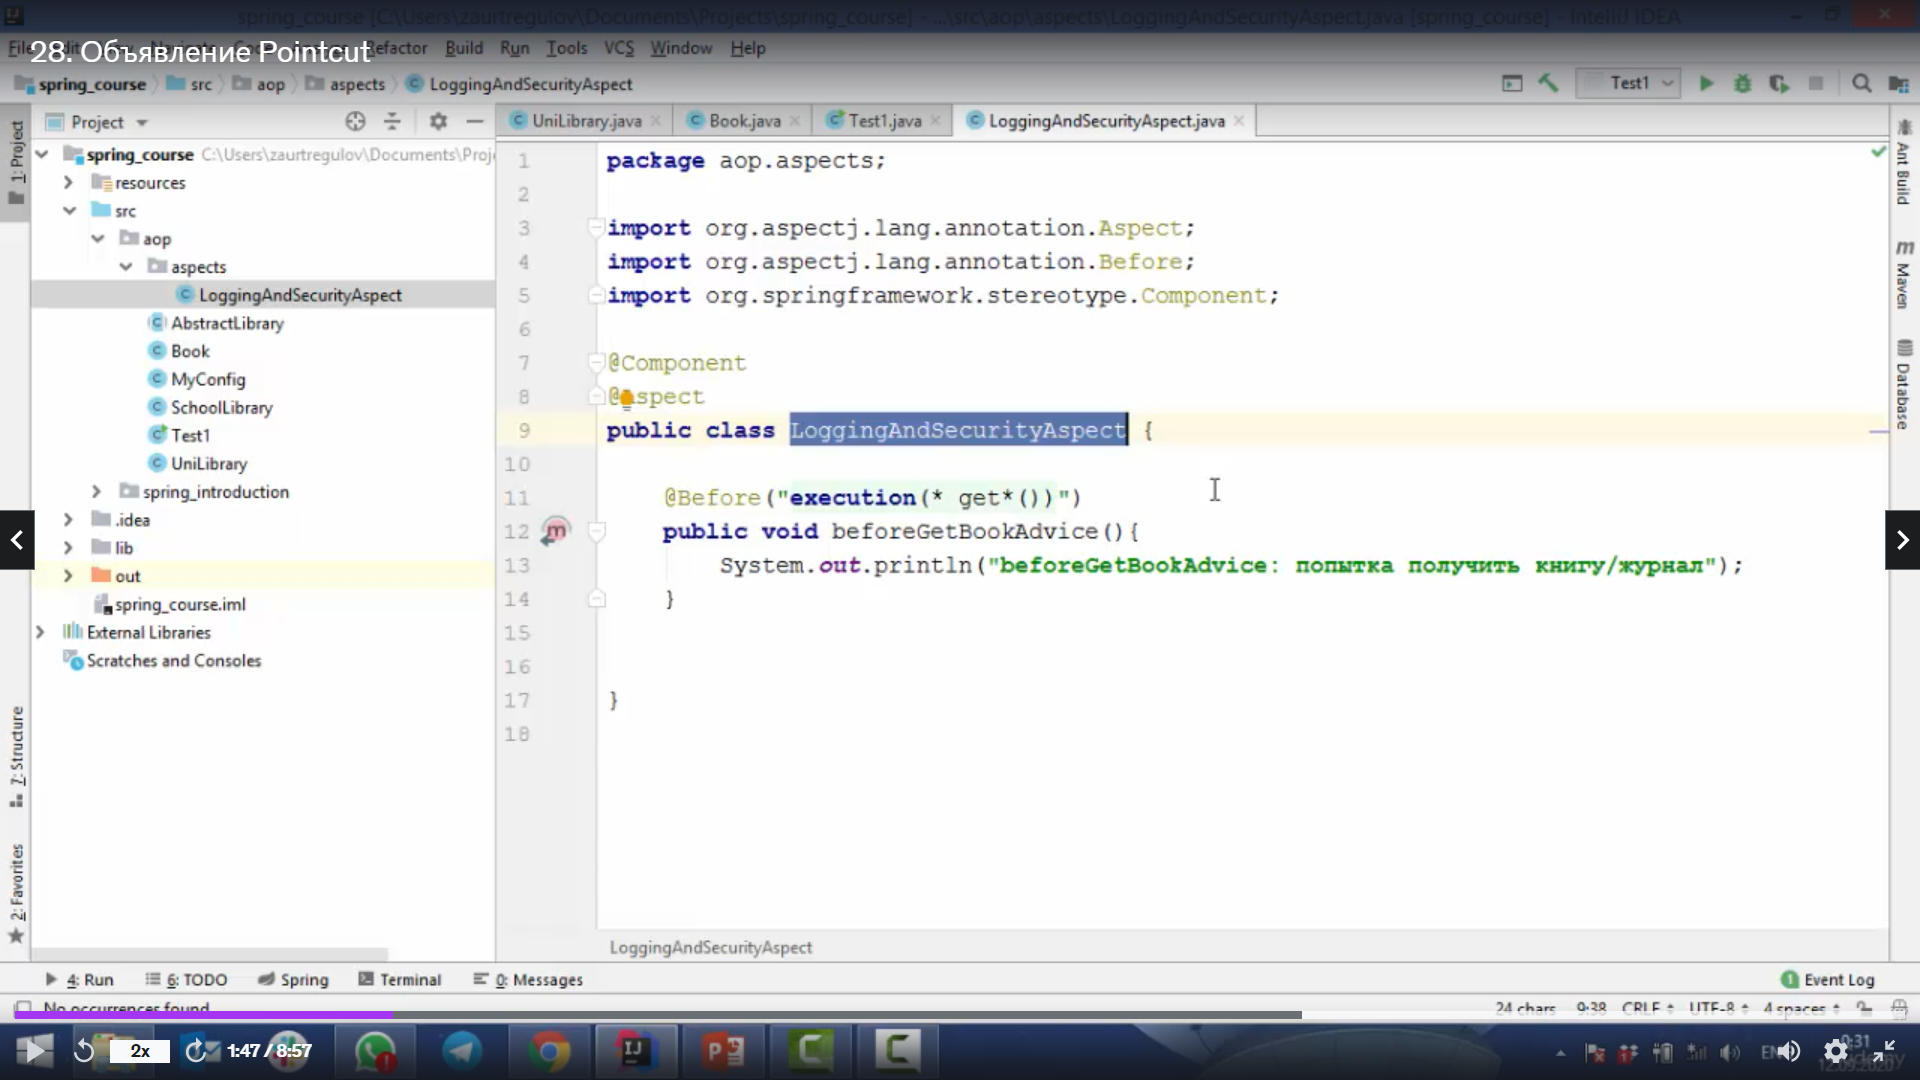 spring_course [C:\Users\zaurtregulov\Documents\Projects\spring_course] - ...\src\aop\aspects\LoggingAndSecurityAspect.java [spring_course] - IntelliJ IDEA
28. Объявление Pointcut
File Refactor Build Run Tools VCS Window Help
spring_course src aop aspects LoggingAndSecurityAspect Test1
Project
UniLibrary.java Book.java Test1.java LoggingAndSecurityAspect.java
1: Project
7: Structure
2: Favorites
spring_course C:\Users\zaurtregulov\Documents\Proj
resources
src
aop
aspects
LoggingAndSecurityAspect
AbstractLibrary
Book
MyConfig
SchoolLibrary
Test1
UniLibrary
spring_introduction
.idea
lib
out
spring_course.iml
External Libraries
Scratches and Consoles
1 package aop.aspects;
2
3 import org.aspectj.lang.annotation.Aspect;
4 import org.aspectj.lang.annotation.Before;
5 import org.springframework.stereotype.Component;
6
7 @Component
8 @Aspect
9 public class LoggingAndSecurityAspect {
10
11 @Before("execution(* get*())")
12 public void beforeGetBookAdvice(){
13 System.out.println("beforeGetBookAdvice: попытка получить книгу/журнал");
14 }
15
16
17 }
18
Ant Build
Maven
Database
LoggingAndSecurityAspect
4: Run 6: TODO Spring Terminal 0: Messages 1 Event Log
No occurrences found 24 chars 9:38 CRLF UTF-8 4 spaces
2x 1:47 / 8:57